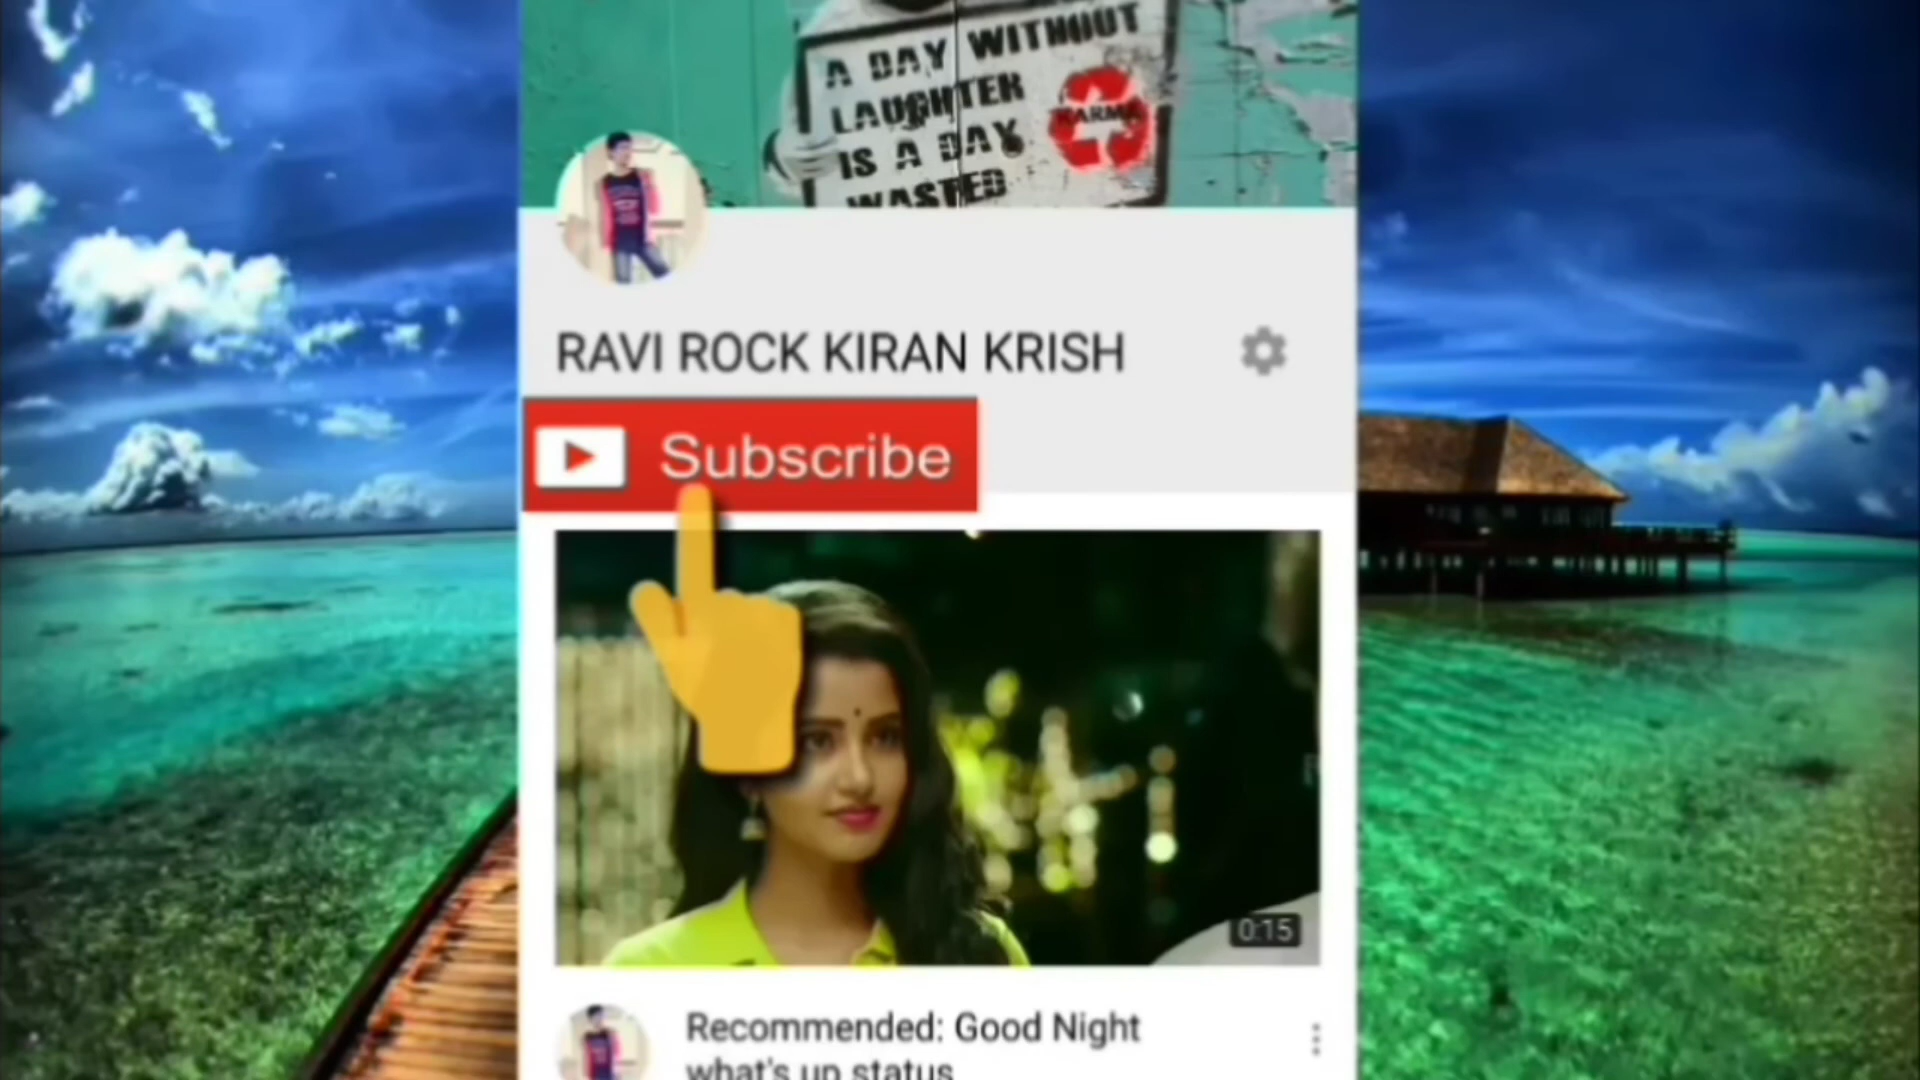 A DAY WITHOUT
LAUGHTER
IS A DAY
WASTED
KARMA
RAVI ROCK KIRAN KRISH
Subscribe
0:15
Recommended: Good Night
what's up status